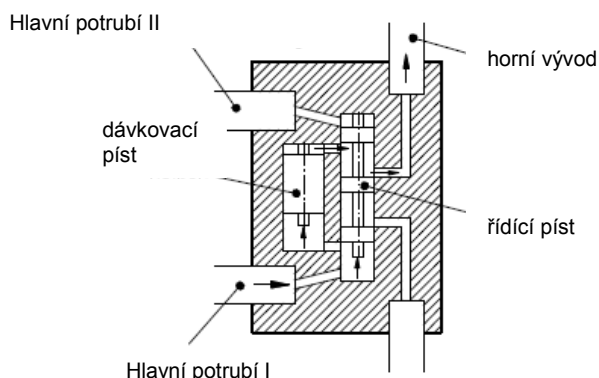 Hlavní potrubí II
horní vývod
dávkovací
píst
řídící píst
Hlavní potrubí I